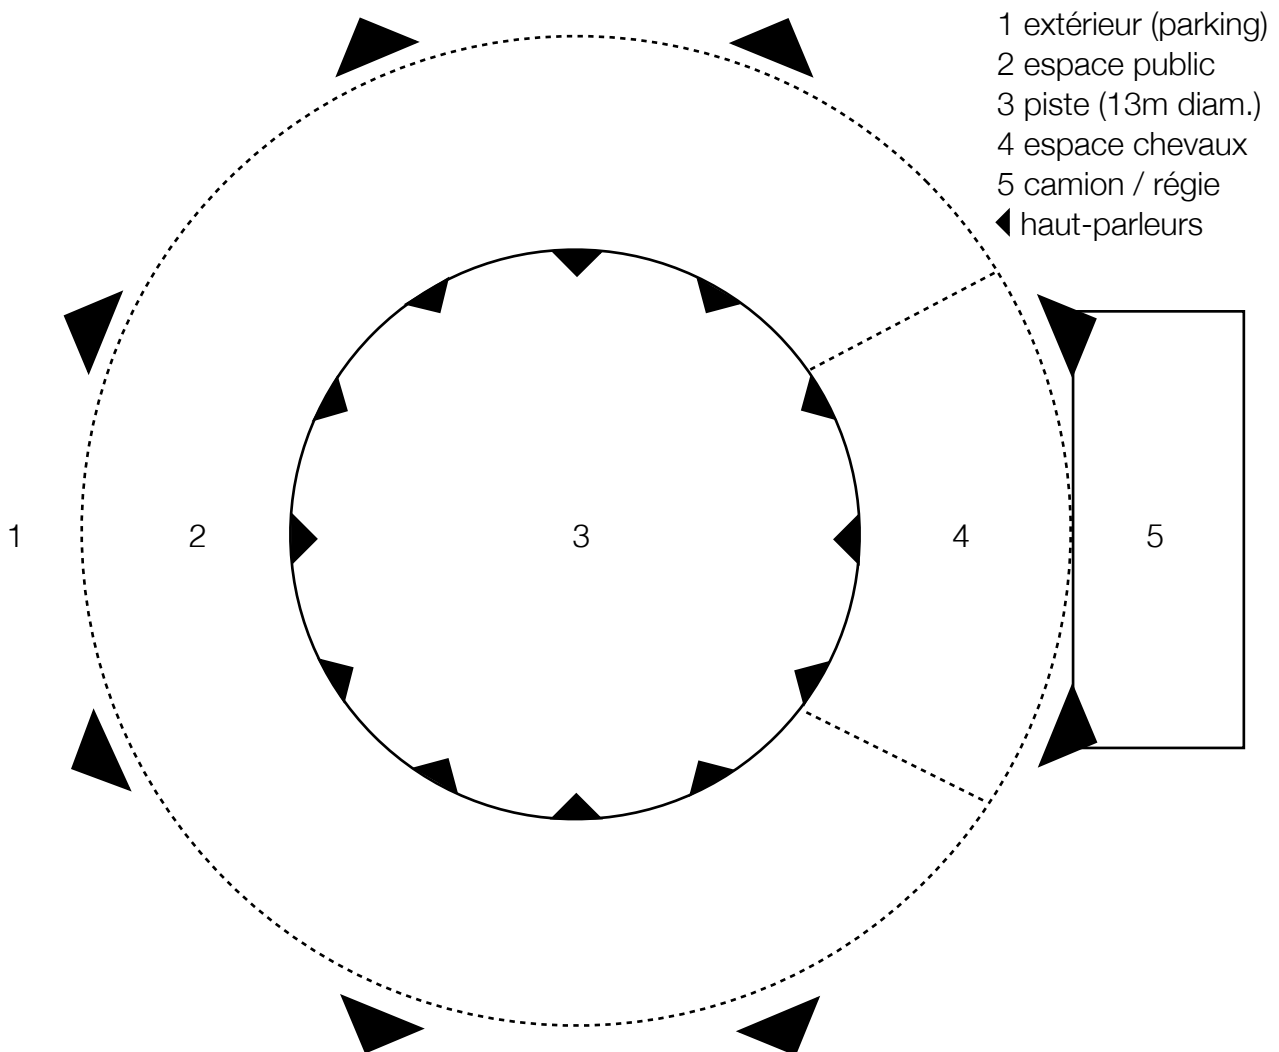 1 extérieur (parking)
2 espace public
3 piste (13m diam.)
4 espace chevaux
5 camion / régie
haut-parleurs
1
2
3
4
5